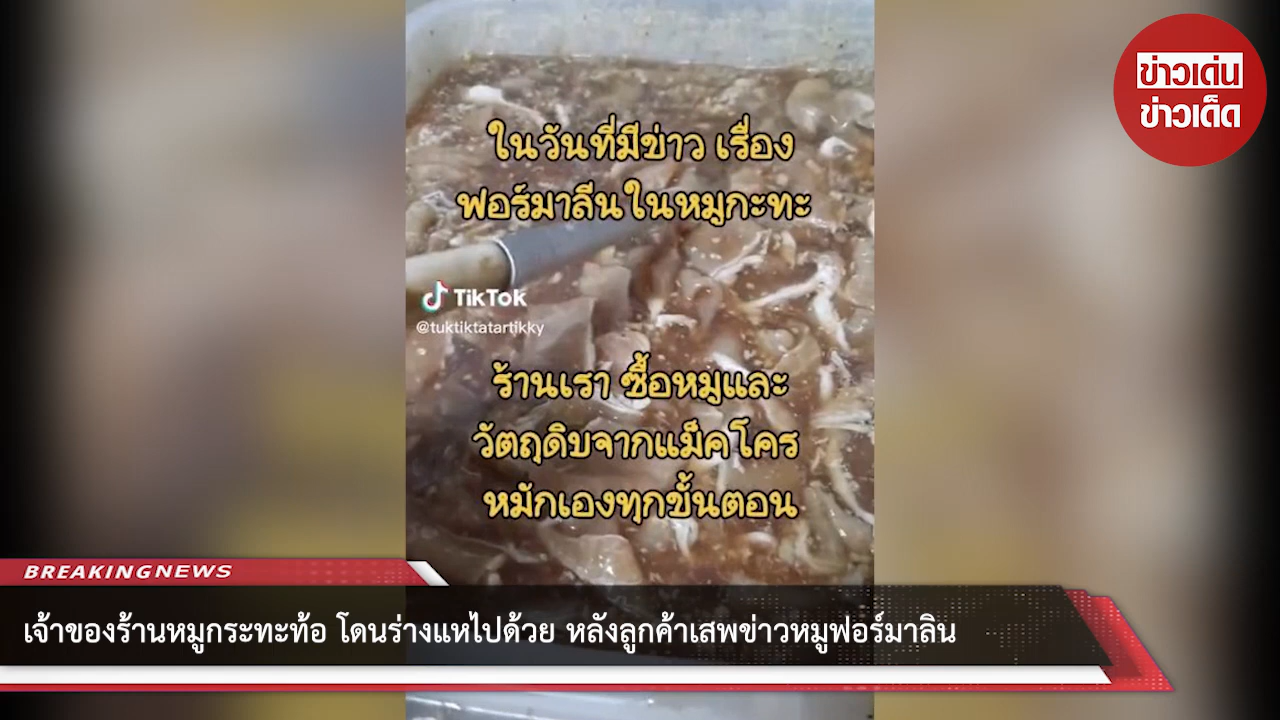 ข่าวเด่น
ข่าวเด็ด
ในวันที่มีข่าว เรื่อง
ฟอร์มาลีนในหมูกะทะ
TikTok
@tuktiktatartikky
ร้านเรา ซื้อหมูและ
วัตถุดิบจากแม็คโคร
หมักเองทุกขั้นตอน
BREAKINGNEWS
เจ้าของร้านหมูกระทะท้อ โดนร่างแหไปด้วย หลังลูกค้าเสพข่าวหมูฟอร์มาลิน